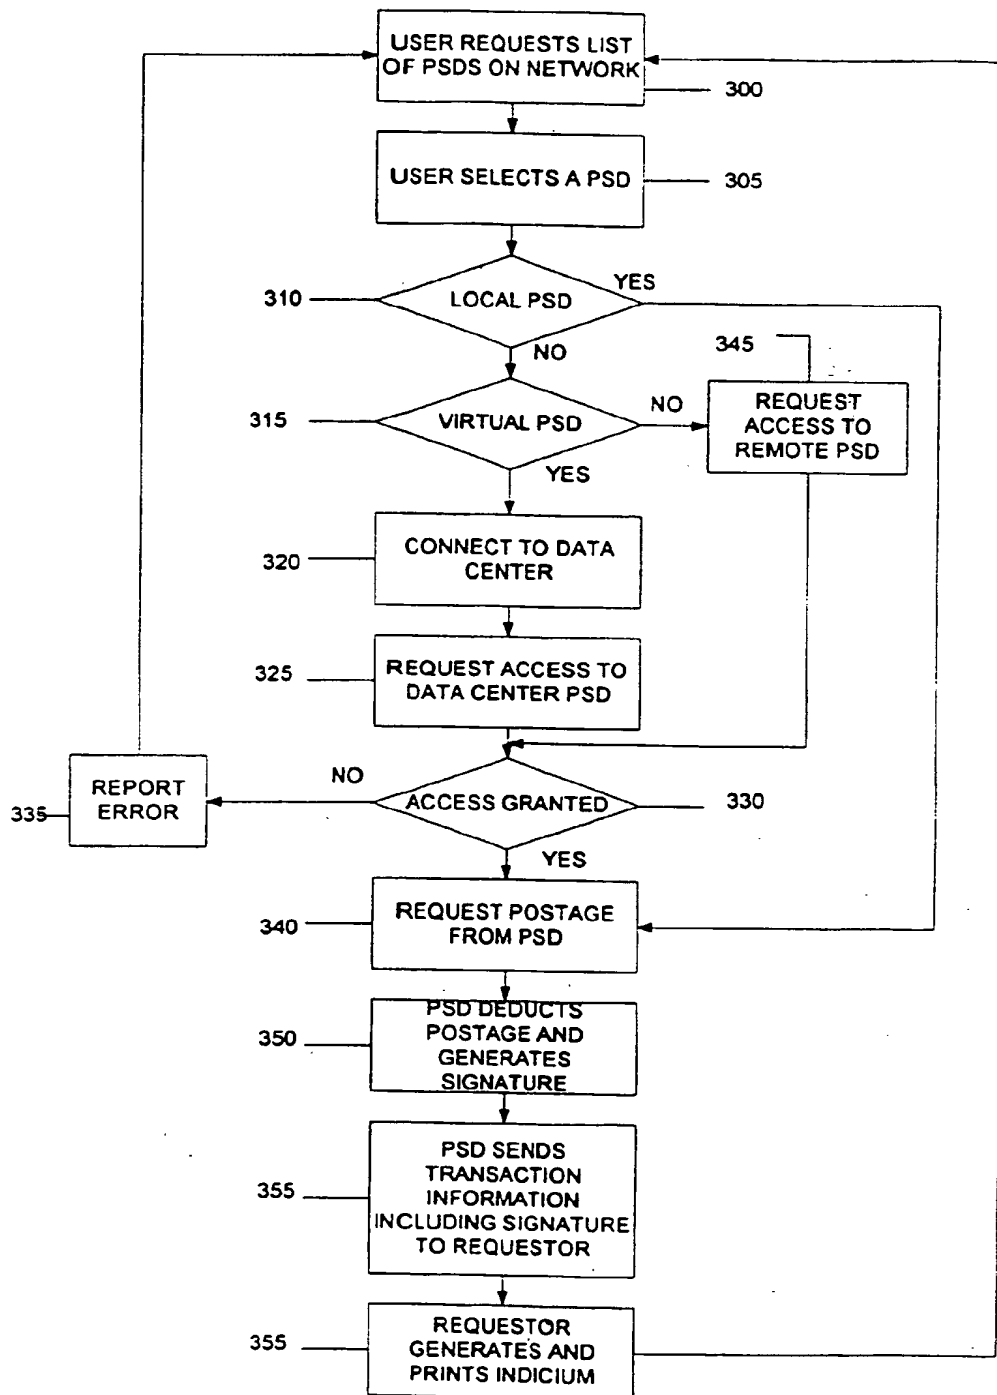 USER REQUESTS LIST
OF PSDS ON NETWORK
300
USER SELECTS A PSD
305
310
LOCAL PSD
YES
NO
345
315
VIRTUAL PSD
NO
REQUEST
ACCESS TO
REMOTE PSD
YES
320
CONNECT TO DATA
CENTER
325
REQUEST ACCESS TO
DATA CENTER PSD
335
REPORT
ERROR
NO
ACCESS GRANTED
330
YES
340
REQUEST POSTAGE
FROM PSD
350
PSD DEDUCTS
POSTAGE AND
GENERATES
SIGNATURE
355
PSD SENDS
TRANSACTION
INFORMATION
INCLUDING SIGNATURE
TO REQUESTOR
355
REQUESTOR
GENERATES AND
PRINTS INDICIUM